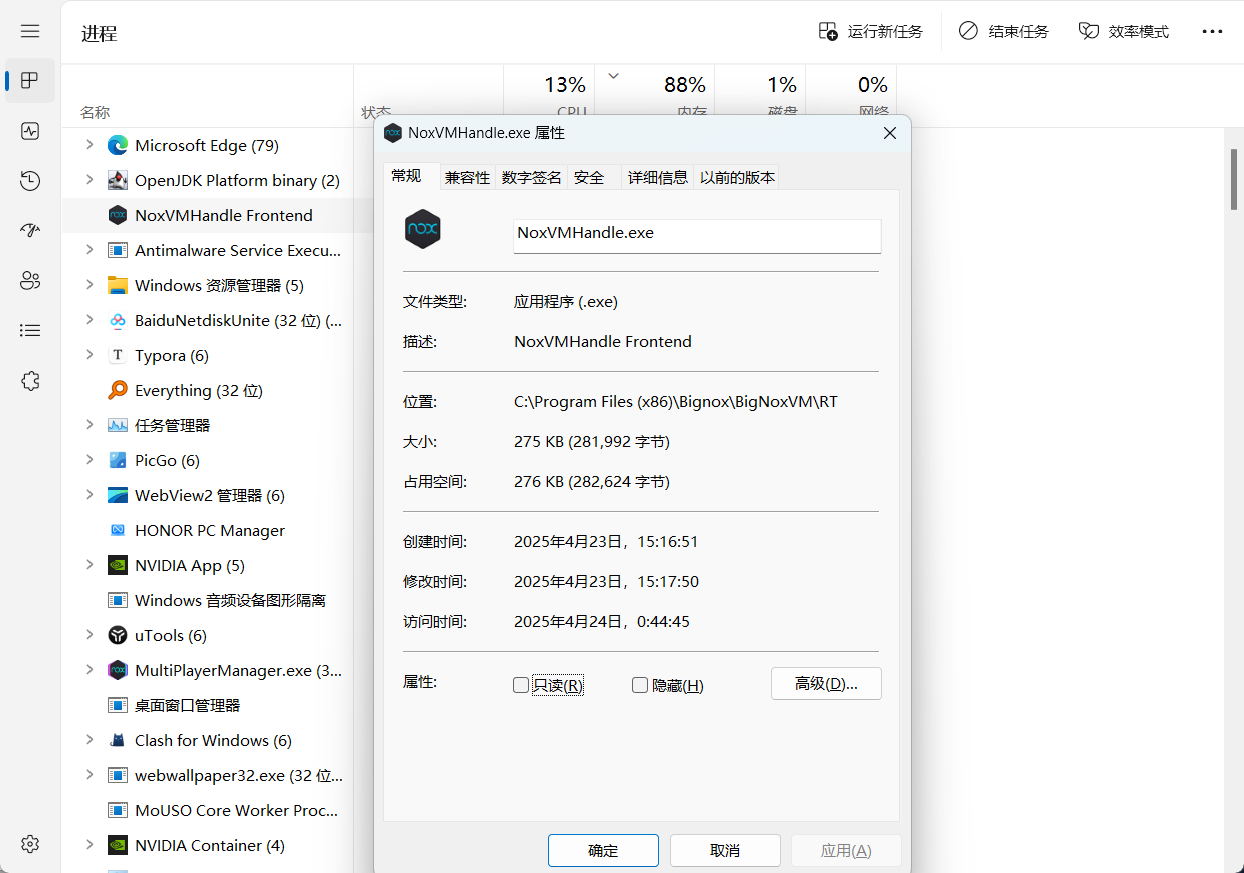 进程
运行新任务
结束任务
效率模式
13%
88%
1%
0%
名称
状态
CPU
内存
磁盘
网络
Microsoft Edge (79)
OpenJDK Platform binary (2)
NoxVMHandle Frontend
Antimalware Service Execu...
Windows 资源管理器 (5)
BaiduNetdiskUnite (32 位) (...
Typora (6)
Everything (32 位)
任务管理器
PicGo (6)
WebView2 管理器 (6)
HONOR PC Manager
NVIDIA App (5)
Windows 音频设备图形隔离
uTools (6)
MultiPlayerManager.exe (3...
桌面窗口管理器
Clash for Windows (6)
webwallpaper32.exe (32 位...
MoUSO Core Worker Proc...
NVIDIA Container (4)
NoxVMHandle.exe 属性
常规
兼容性
数字签名
安全
详细信息
以前的版本
nox
NoxVMHandle.exe
文件类型: 应用程序 (.exe)
描述: NoxVMHandle Frontend
位置: C:\Program Files (x86)\Bignox\BigNoxVM\RT
大小: 275 KB (281,992 字节)
占用空间: 276 KB (282,624 字节)
创建时间: 2025年4月23日，15:16:51
修改时间: 2025年4月23日，15:17:50
访问时间: 2025年4月24日，0:44:45
属性: 只读(R) 隐藏(H) 高级(D)...
确定
取消
应用(A)